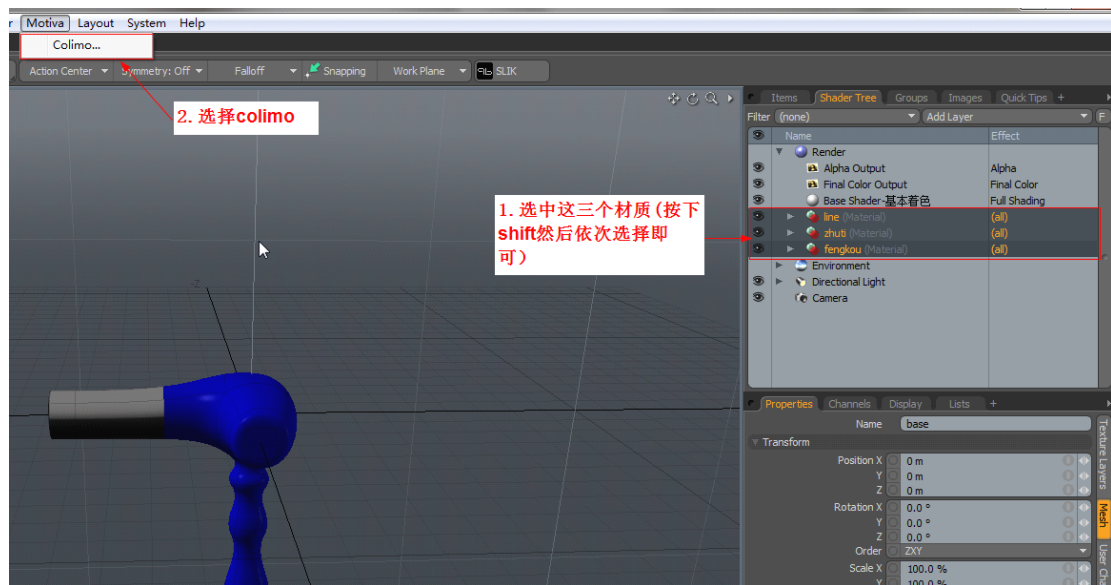 r Motiva Layout System Help
Colimo...
Action Center Symmetry: Off Falloff Snapping Work Plane SLIK
2. 选择colimo
1. 选中这三个材质(按下
shift然后依次选择即
可)
Items Shader Tree Groups Images Quick Tips +
Filter (none) Add Layer F
Name Effect
Render
Alpha Output Alpha
Final Color Output Final Color
Base Shader-基本着色 Full Shading
line (Material) (all)
zhuti (Material) (all)
fengkou (Material) (all)
Environment
Directional Light
Camera
-Z
Properties Channels Display Lists +
Name base
Transform
Position X 0 m
Y 0 m
Z 0 m
Rotation X 0.0 °
Y 0.0 °
Z 0.0 °
Order ZXY
Scale X 100.0 %
Y 100.0 %
Texture Layers
Mesh
User Ch